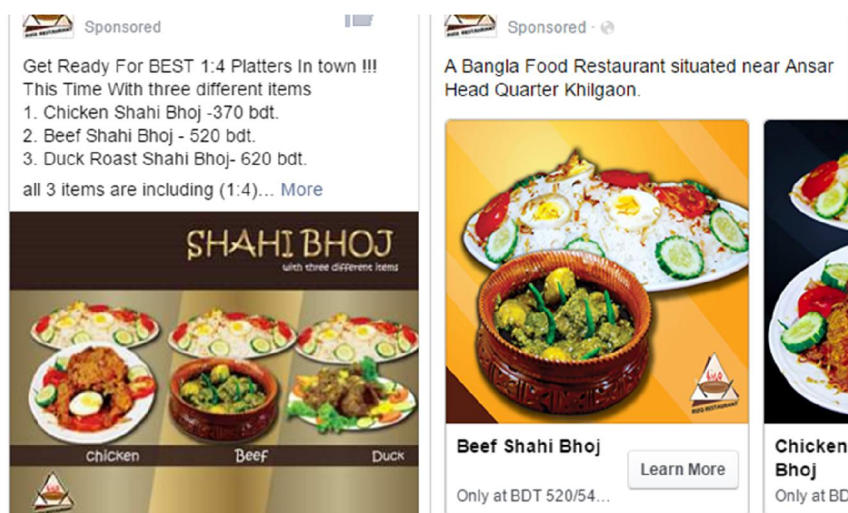 Sponsored
Get Ready For BEST 1:4 Platters In town !!!
This Time With three different items
1. Chicken Shahi Bhoj -370 bdt.
2. Beef Shahi Bhoj - 520 bdt.
3. Duck Roast Shahi Bhoj- 620 bdt.
all 3 items are including (1:4)... More
SHAHI BHOJ
with three different items
chicken
Beef
Duck
Sponsored ·
A Bangla Food Restaurant situated near Ansar
Head Quarter Khilgaon.
RIZQ RESTAURANT
Beef Shahi Bhoj
Learn More
Only at BDT 520/54...
Chicken
Bhoj
Only at BD